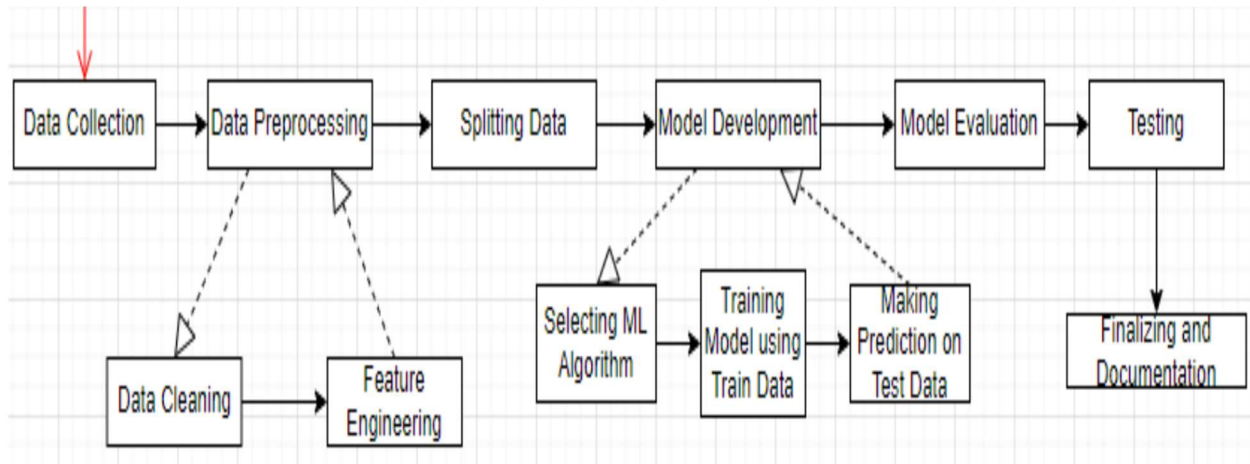 Data Collection
Data Preprocessing
Splitting Data
Model Development
Model Evaluation
Testing
Data Cleaning
Feature
Engineering
Selecting ML
Algorithm
Training
Model using
Train Data
Making
Prediction on
Test Data
Finalizing and
Documentation